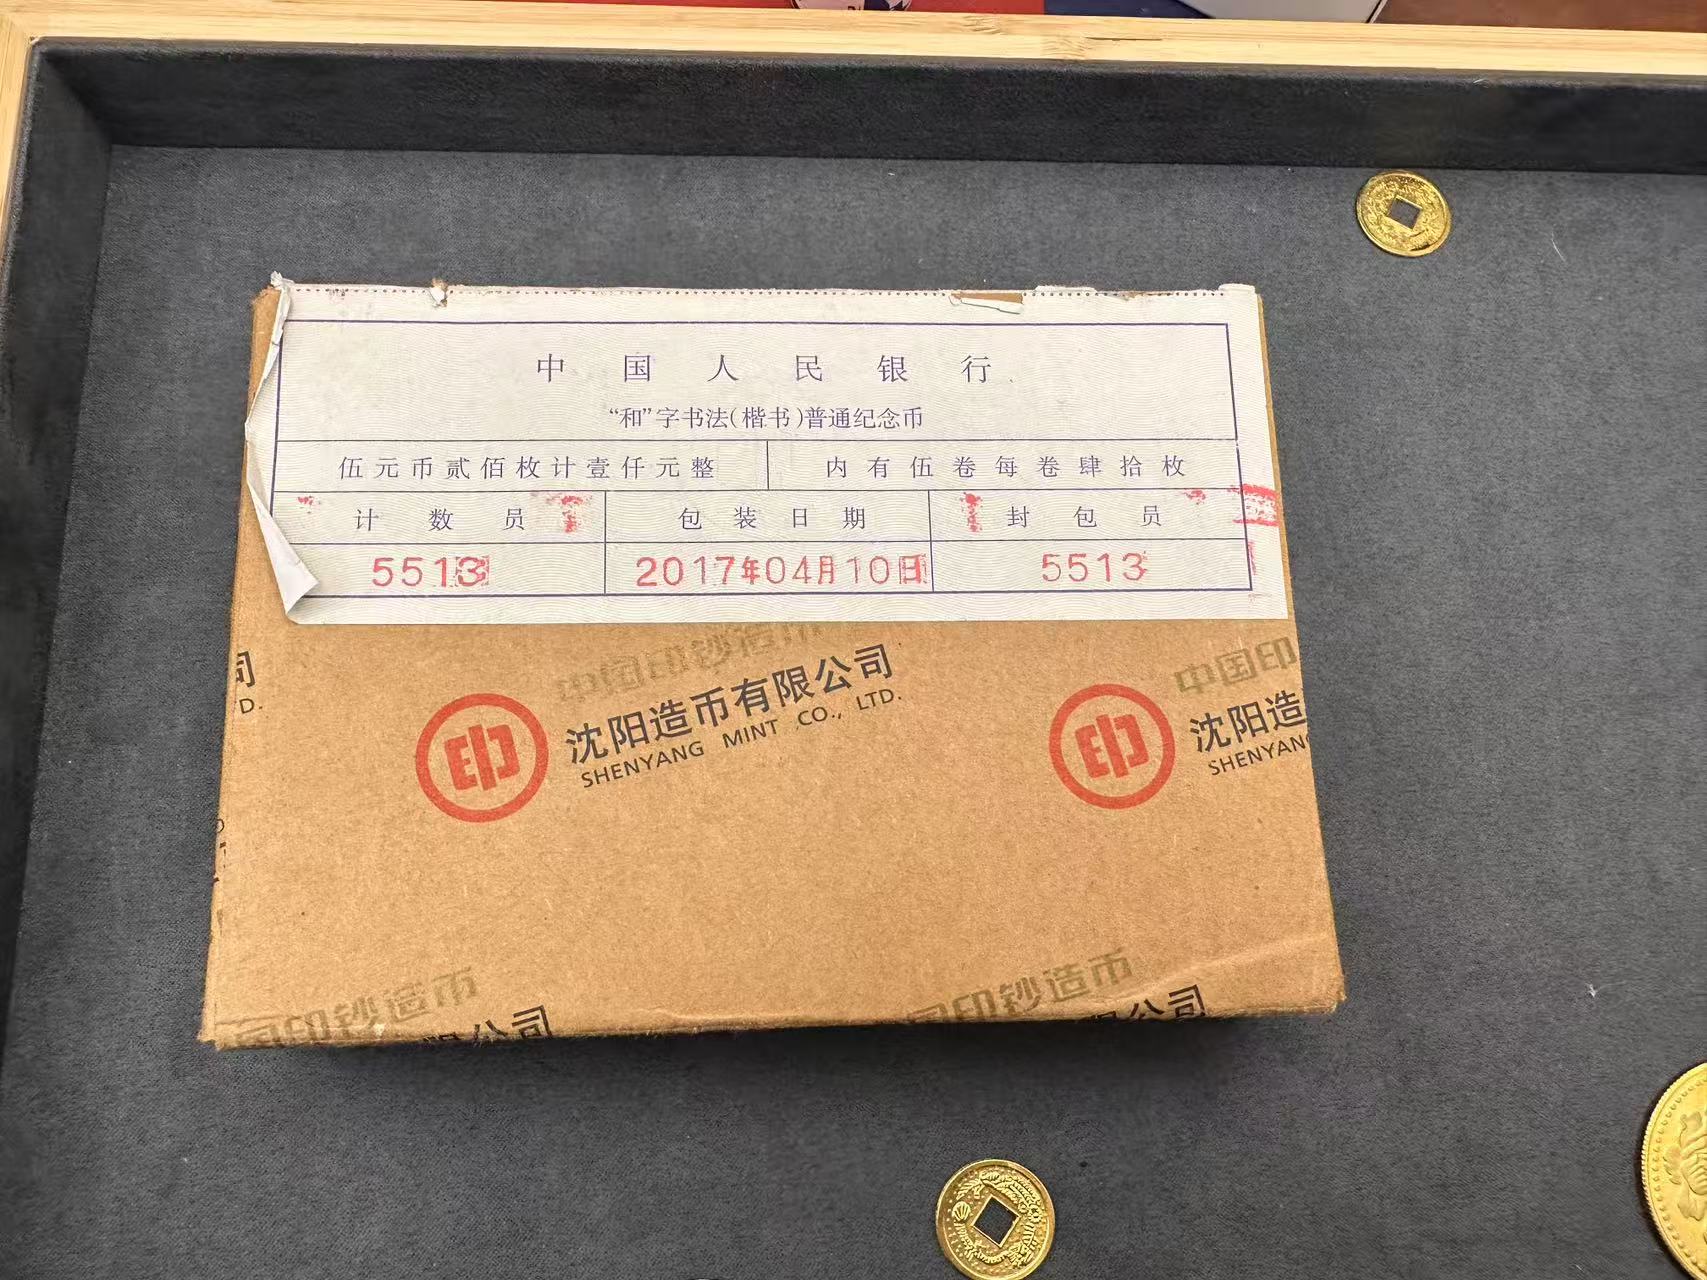 中国人民银行
“和”字书法(楷书)普通纪念币
伍元币贰佰枚计壹仟元整 内有伍卷每卷肆拾枚
计数员 包装日期 封包员
5513 2017年04月10日 5513
中国印钞造币
沈阳造币有限公司
SHENYANG MINT CO., LTD.
中国印
沈阳造
SHENYANG
司
D.
国印钞造币
限公司
国印钞造币
限公司